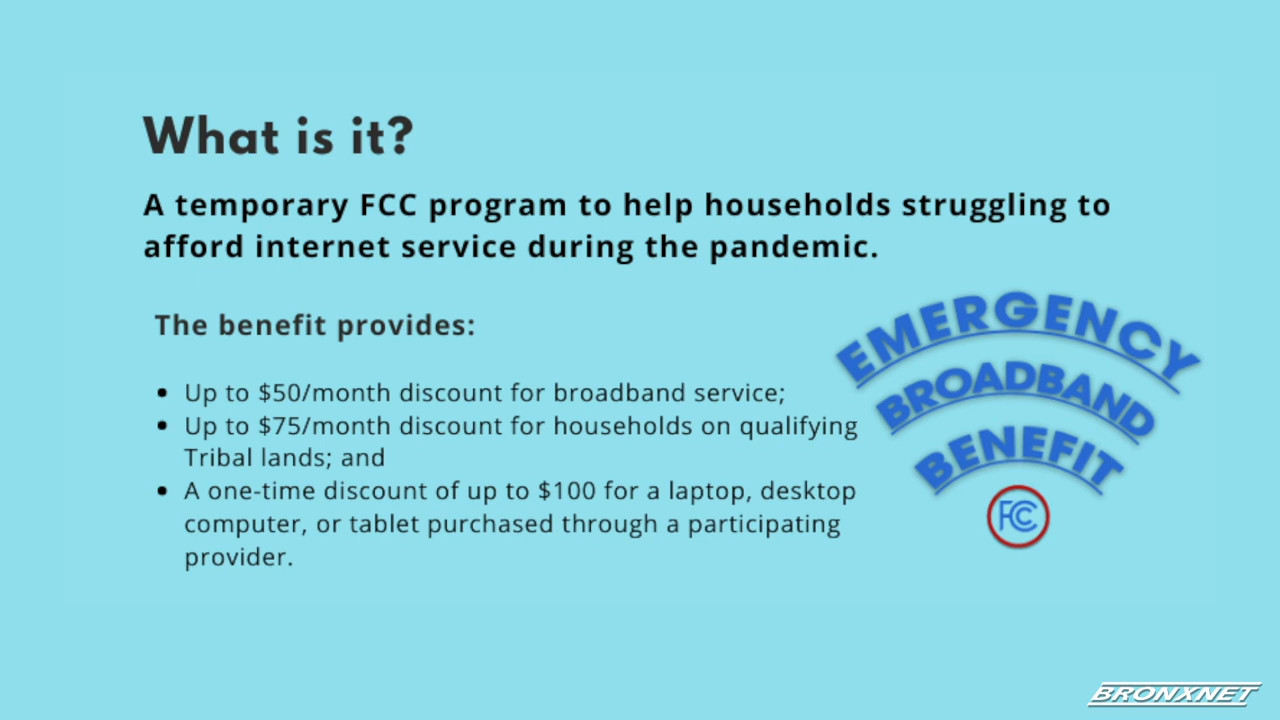 What is it?
A temporary FCC program to help households struggling to
afford internet service during the pandemic.
The benefit provides:
• Up to $50/month discount for broadband service;
• Up to $75/month discount for households on qualifying
Tribal lands; and
• A one-time discount of up to $100 for a laptop, desktop
computer, or tablet purchased through a participating
provider.
EMERGENCY
BROADBAND
BENEFIT
FCC
BRONXNET